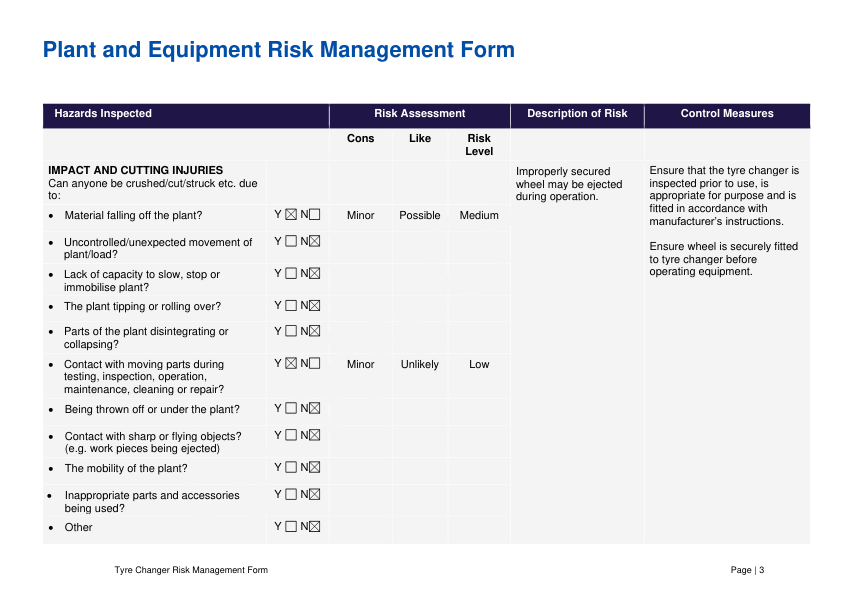 Plant and Equipment Risk Management Form
Hazards Inspected
Risk Assessment
Description of Risk
Control Measures
Cons
Like
Risk
Level
IMPACT AND CUTTING INJURIES
Can anyone be crushed/cut/struck etc. due
to:
Improperly secured
wheel may be ejected
during operation.
Ensure that the tyre changer is
inspected prior to use, is
appropriate for purpose and is
fitted in accordance with
manufacturer's instructions.
Ensure wheel is securely fitted
to tyre changer before
operating equipment.
• Material falling off the plant?
Y ☒ N☐
Minor
Possible
Medium
• Uncontrolled/unexpected movement of
plant/load?
Y ☐ N☒
• Lack of capacity to slow, stop or
immobilise plant?
Y ☐ N☒
• The plant tipping or rolling over?
Y ☐ N☒
• Parts of the plant disintegrating or
collapsing?
Y ☐ N☒
• Contact with moving parts during
testing, inspection, operation,
maintenance, cleaning or repair?
Y ☒ N☐
Minor
Unlikely
Low
• Being thrown off or under the plant?
Y ☐ N☒
• Contact with sharp or flying objects?
(e.g. work pieces being ejected)
Y ☐ N☒
• The mobility of the plant?
Y ☐ N☒
• Inappropriate parts and accessories
being used?
Y ☐ N☒
• Other
Y ☐ N☒
Tyre Changer Risk Management Form
Page | 3